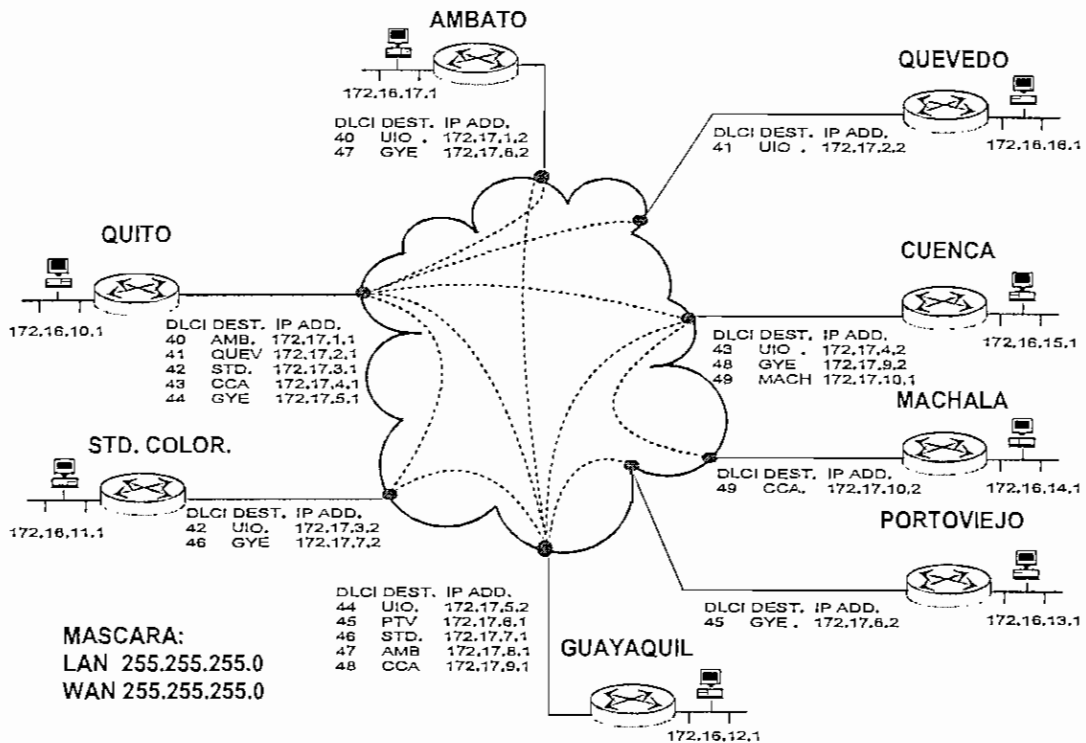 AMBATO
172.16.17.1
DLCI DEST. IP ADD.
40 UIO . 172.17.1.2
47 GYE 172.17.8.2
QUEVEDO
DLCI DEST. IP ADD.
41 UIO . 172.17.2.2
172.16.16.1
QUITO
172.16.10.1
DLCI DEST. IP ADD.
40 AMB. 172.17.1.1
41 QUEV 172.17.2.1
42 STD. 172.17.3.1
43 CCA 172.17.4.1
44 GYE 172.17.5.1
CUENCA
DLCI DEST. IP ADD.
43 UIO . 172.17.4.2
48 GYE 172.17.9.2
49 MACH 172.17.10.1
172.16.15.1
MACHALA
DLCI DEST. IP ADD.
49 CCA. 172.17.10.2
172.16.14.1
STD. COLOR.
172.16.11.1
DLCI DEST. IP ADD.
42 UIO. 172.17.3.2
46 GYE 172.17.7.2
PORTOVIEJO
DLCI DEST. IP ADD.
45 GYE . 172.17.6.2
172.16.13.1
DLCI DEST. IP ADD.
44 UIO. 172.17.5.2
45 PTV 172.17.6.1
46 STD. 172.17.7.1
47 AMB 172.17.8.1
48 CCA 172.17.9.1
GUAYAQUIL
172.16.12.1
MASCARA:
LAN 255.255.255.0
WAN 255.255.255.0